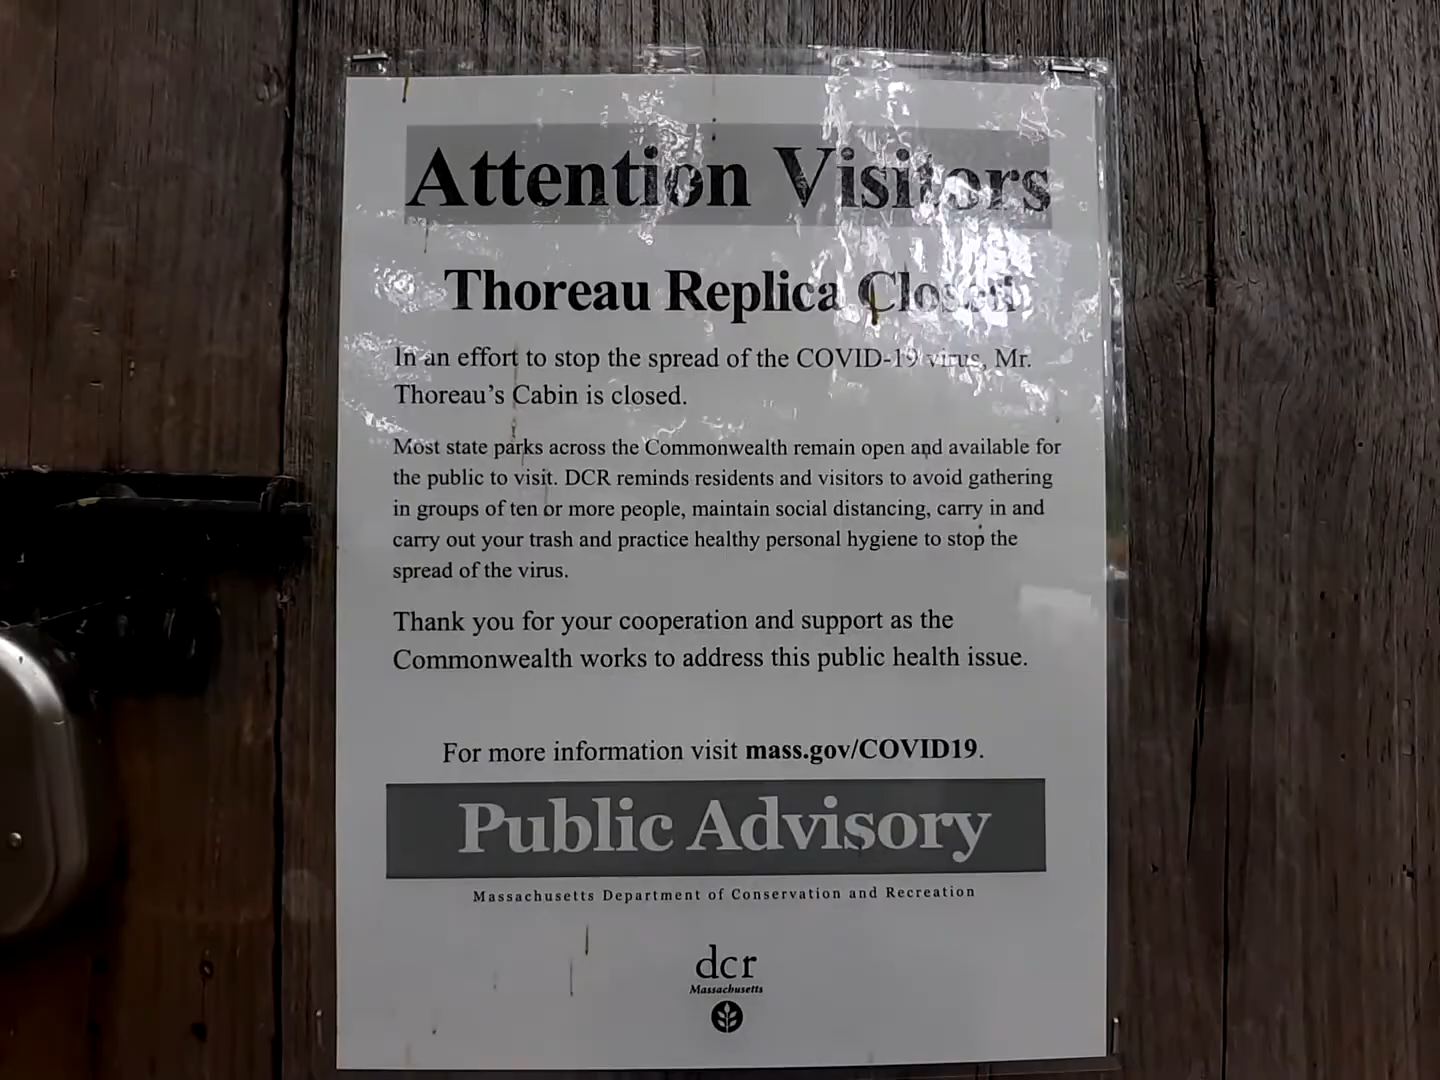 Attention Visitors
Thoreau Replica Closed
In an effort to stop the spread of the COVID-19 virus, Mr.
Thoreau's Cabin is closed.
Most state parks across the Commonwealth remain open and available for
the public to visit. DCR reminds residents and visitors to avoid gathering
in groups of ten or more people, maintain social distancing, carry in and
carry out your trash and practice healthy personal hygiene to stop the
spread of the virus.
Thank you for your cooperation and support as the
Commonwealth works to address this public health issue.
For more information visit mass.gov/COVID19.
Public Advisory
Massachusetts Department of Conservation and Recreation
dcr
Massachusetts